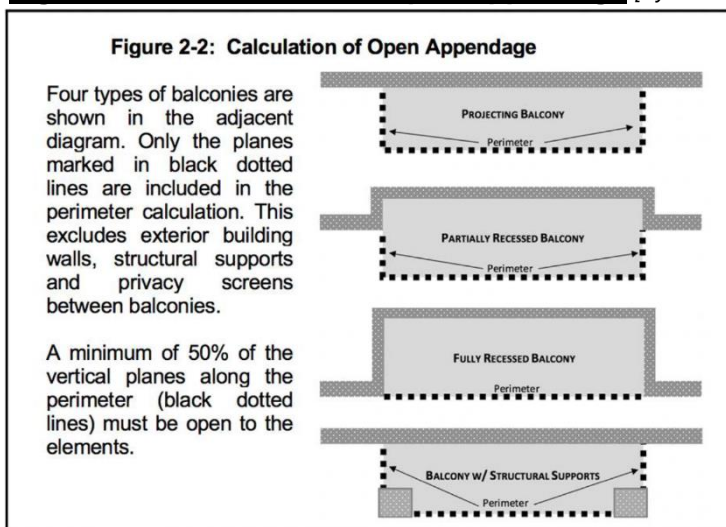 Figure 2-2: Calculation of Open Appendage
Four types of balconies are
shown in the adjacent
diagram. Only the planes
marked in black dotted
lines are included in the
perimeter calculation. This
excludes exterior building
walls, structural supports
and privacy screens
between balconies.
A minimum of 50% of the
vertical planes along the
perimeter (black dotted
lines) must be open to the
elements.
PROJECTING BALCONY
Perimeter
PARTIALLY RECESSED BALCONY
Perimeter
FULLY RECESSED BALCONY
Perimeter
BALCONY W/ STRUCTURAL SUPPORTS
Perimeter